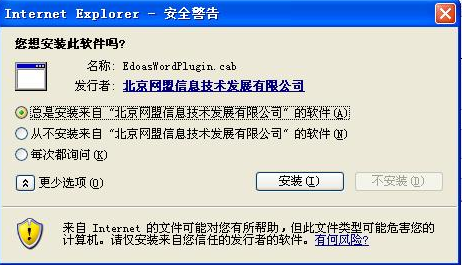 Internet Explorer - 安全警告
您想安装此软件吗?
名称: EdoasWordPlugin.cab
发行者: 北京网盟信息技术发展有限公司
总是安装来自“北京网盟信息技术发展有限公司”的软件(A)
从不安装来自“北京网盟信息技术发展有限公司”的软件(N)
每次都询问(K)
更少选项(O) 安装(I) 不安装(D)
来自 Internet 的文件可能对您有所帮助,但此文件类型可能危害您的
计算机。请仅安装来自您信任的发行者的软件。有何风险?